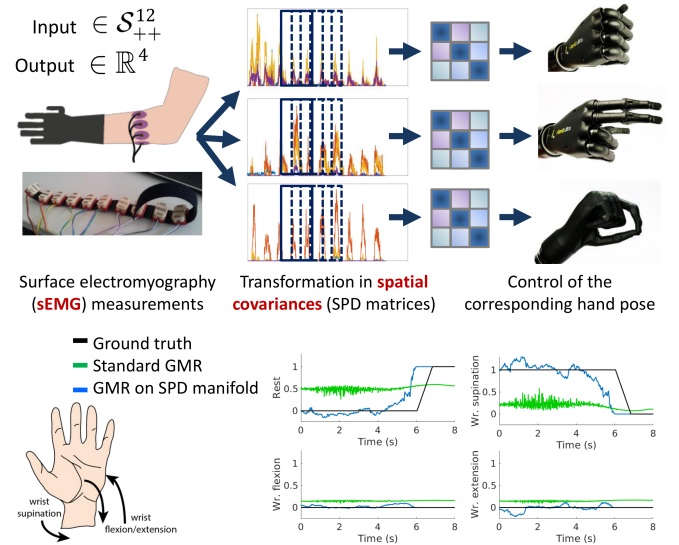 Input ∈ 𝒮₊₊¹²
Output ∈ ℝ⁴
Surface electromyography
(sEMG) measurements
Transformation in spatial
covariances (SPD matrices)
Control of the
corresponding hand pose
Ground truth
Standard GMR
GMR on SPD manifold
wrist
supination
wrist
flexion/extension
Rest
1
0.5
0
0 2 4 6 8
Time (s)
Wr. supination
1
0.5
0
0 2 4 6 8
Time (s)
Wr. flexion
1
0.5
0
0 2 4 6 8
Time (s)
Wr. extension
1
0.5
0
0 2 4 6 8
Time (s)